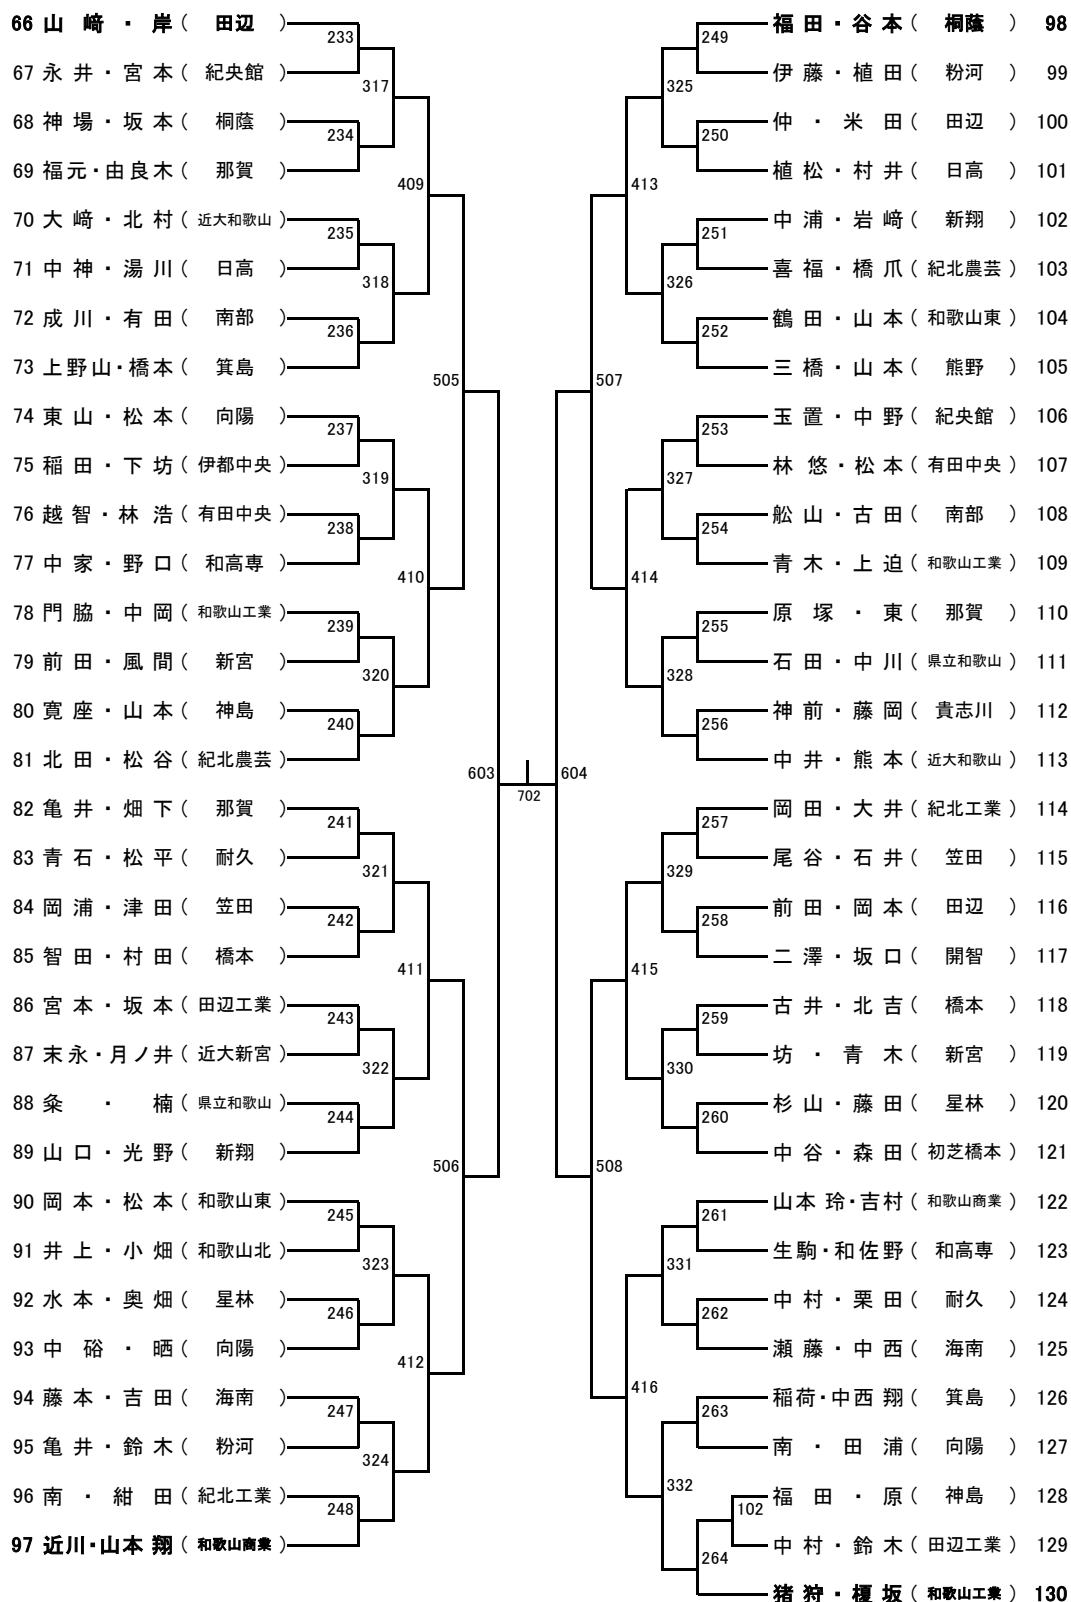 66 山﨑・岸 ( 田辺 )
67 永井・宮本 ( 紀央館 )
68 神場・坂本 ( 桐蔭 )
69 福元・由良木 ( 那賀 )
70 大﨑・北村 ( 近大和歌山 )
71 中神・湯川 ( 日高 )
72 成川・有田 ( 南部 )
73 上野山・橋本 ( 箕島 )
74 東山・松本 ( 向陽 )
75 稲田・下坊 ( 伊都中央 )
76 越智・林浩 ( 有田中央 )
77 中家・野口 ( 和高専 )
78 門脇・中岡 ( 和歌山工業 )
79 前田・風間 ( 新宮 )
80 寛座・山本 ( 神島 )
81 北田・松谷 ( 紀北農芸 )
82 亀井・畑下 ( 那賀 )
83 青石・松平 ( 耐久 )
84 岡浦・津田 ( 笠田 )
85 智田・村田 ( 橋本 )
86 宮本・坂本 ( 田辺工業 )
87 末永・月ノ井 ( 近大新宮 )
88 粂・楠 ( 県立和歌山 )
89 山口・光野 ( 新翔 )
90 岡本・松本 ( 和歌山東 )
91 井上・小畑 ( 和歌山北 )
92 水本・奥畑 ( 星林 )
93 中硲・晒 ( 向陽 )
94 藤本・吉田 ( 海南 )
95 亀井・鈴木 ( 粉河 )
96 南・紺田 ( 紀北工業 )
97 近川・山本翔 ( 和歌山商業 )
233
234
235
236
237
238
239
240
241
242
243
244
245
246
247
248
317
318
319
320
321
322
323
324
409
410
411
412
505
506
603
702
604
507
508
413
414
415
416
325
326
327
328
329
330
331
332
249
250
251
252
253
254
255
256
257
258
259
260
261
262
263
102
264
福田・谷本 ( 桐蔭 ) 98
伊藤・植田 ( 粉河 ) 99
仲・米田 ( 田辺 ) 100
植松・村井 ( 日高 ) 101
中浦・岩﨑 ( 新翔 ) 102
喜福・橋爪 ( 紀北農芸 ) 103
鶴田・山本 ( 和歌山東 ) 104
三橋・山本 ( 熊野 ) 105
玉置・中野 ( 紀央館 ) 106
林悠・松本 ( 有田中央 ) 107
舩山・古田 ( 南部 ) 108
青木・上迫 ( 和歌山工業 ) 109
原塚・東 ( 那賀 ) 110
石田・中川 ( 県立和歌山 ) 111
神前・藤岡 ( 貴志川 ) 112
中井・熊本 ( 近大和歌山 ) 113
岡田・大井 ( 紀北工業 ) 114
尾谷・石井 ( 笠田 ) 115
前田・岡本 ( 田辺 ) 116
二澤・坂口 ( 開智 ) 117
古井・北吉 ( 橋本 ) 118
坊・青木 ( 新宮 ) 119
杉山・藤田 ( 星林 ) 120
中谷・森田 ( 初芝橋本 ) 121
山本玲・吉村 ( 和歌山商業 ) 122
生駒・和佐野 ( 和高専 ) 123
中村・栗田 ( 耐久 ) 124
瀬藤・中西 ( 海南 ) 125
稲荷・中西翔 ( 箕島 ) 126
南・田浦 ( 向陽 ) 127
福田・原 ( 神島 ) 128
中村・鈴木 ( 田辺工業 ) 129
猪狩・榎坂 ( 和歌山工業 ) 130